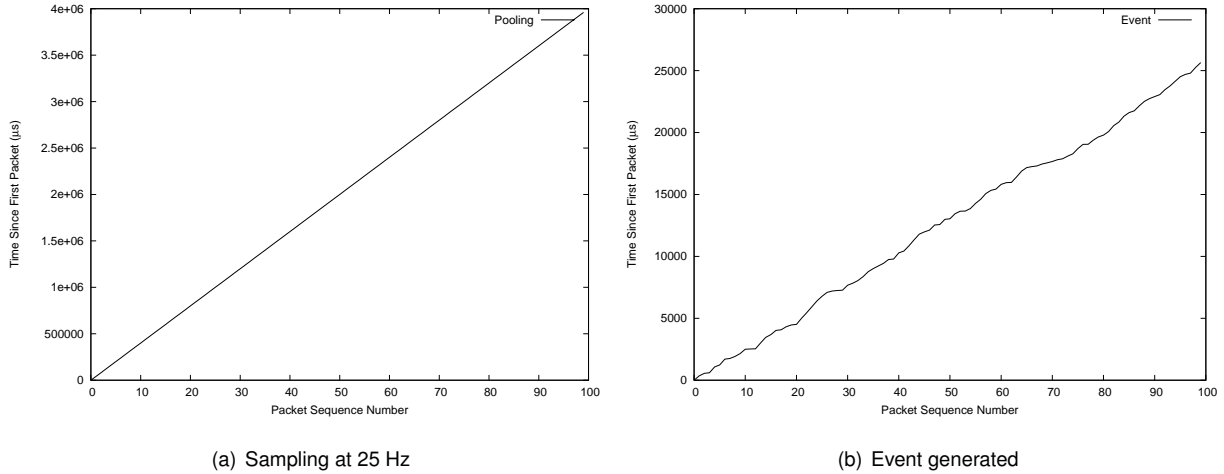 4e+06
3.5e+06
3e+06
2.5e+06
2e+06
1.5e+06
1e+06
500000
0
Time Since First Packet (µs)
Pooling
0 10 20 30 40 50 60 70 80 90 100
Packet Sequence Number
(a) Sampling at 25 Hz
30000
25000
20000
15000
10000
5000
0
Time Since First Packet (µs)
Event
0 10 20 30 40 50 60 70 80 90 100
Packet Sequence Number
(b) Event generated